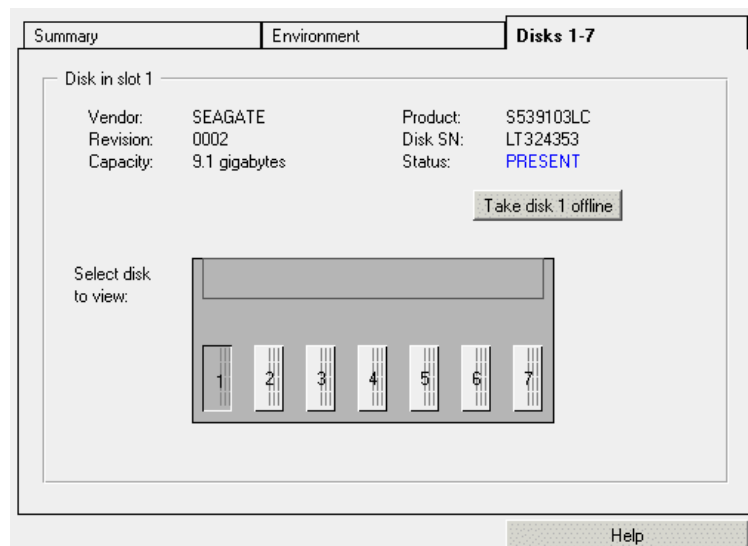 Summary
Environment
Disks 1-7
Disk in slot 1
Vendor: SEAGATE Product: S539103LC
Revision: 0002 Disk SN: LT324353
Capacity: 9.1 gigabytes Status: PRESENT
Take disk 1 offline
Select disk
to view:
1 2 3 4 5 6 7
Help